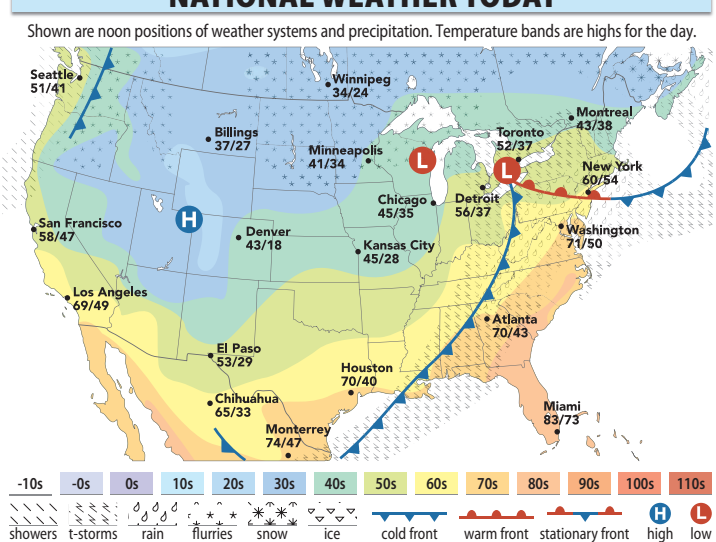 NATIONAL WEATHER TODAY
Shown are noon positions of weather systems and precipitation. Temperature bands are highs for the day.
Seattle
51/41
Winnipeg
34/24
Billings
37/27
Minneapolis
41/34
Montreal
43/38
Toronto
52/37
New York
60/54
L
L
Chicago
45/35
Detroit
56/37
H
San Francisco
58/47
Denver
43/18
Kansas City
45/28
Washington
71/50
Los Angeles
69/49
Atlanta
70/43
El Paso
53/29
Houston
70/40
Chihuahua
65/33
Monterrey
74/47
Miami
83/73
-10s -0s 0s 10s 20s 30s 40s 50s 60s 70s 80s 90s 100s 110s
H L
showers t-storms rain flurries snow ice cold front warm front stationary front high low